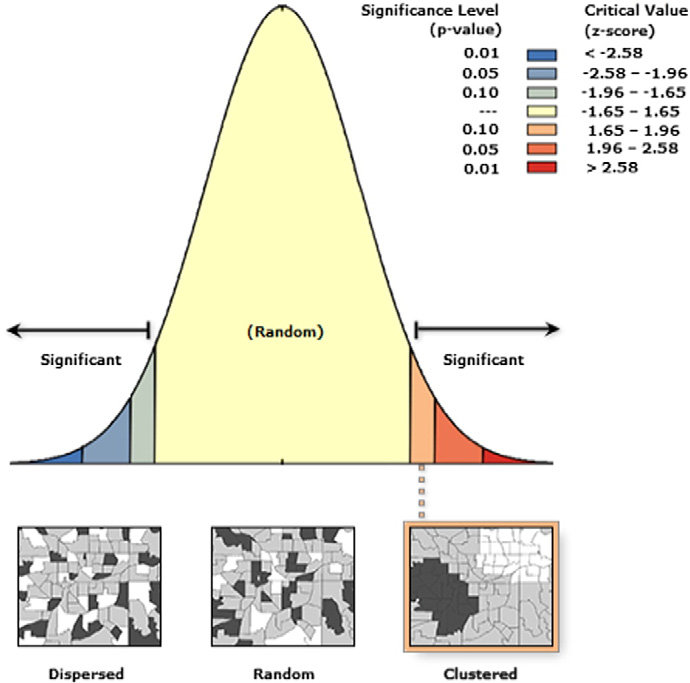 Significance Level Critical Value
(p-value) (z-score)
0.01 < -2.58
0.05 -2.58 – -1.96
0.10 -1.96 – -1.65
--- -1.65 – 1.65
0.10 1.65 – 1.96
0.05 1.96 – 2.58
0.01 > 2.58
(Random)
Significant Significant
Dispersed Random Clustered